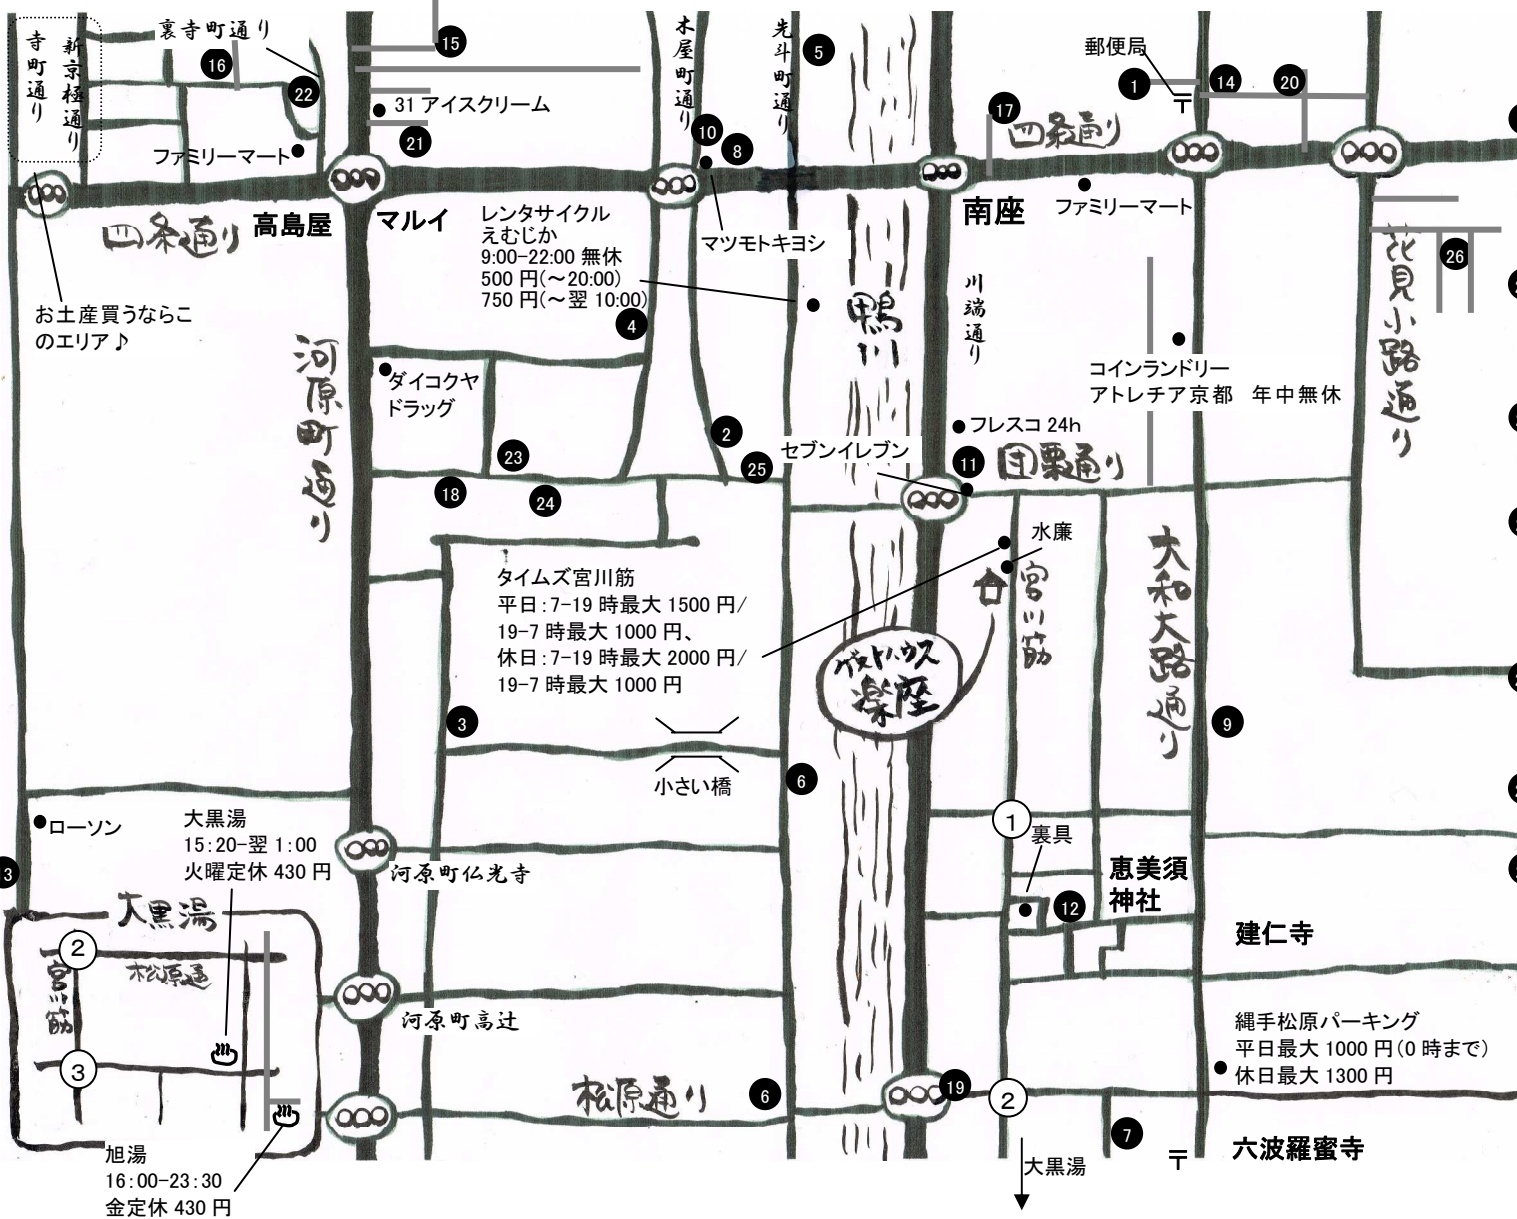 寺町通り
新京極通り
裏寺町通り
16
22
15
31 アイスクリーム
21
ファミリーマート
木屋町通り
先斗町通り
5
10
8
17
四条通り
郵便局
1
〒
14
20
四条通り
高島屋
マルイ
レンタサイクル
えむじか
9:00-22:00 無休
500 円(~20:00)
750 円(~翌 10:00)
マツモトキヨシ
南座
ファミリーマート
26
お土産買うならこ
のエリア♪
4
鴨川
川端通り
花見小路通り
河原町通り
ダイコクヤ
ドラッグ
コインランドリー
アトレチア京都 年中無休
2
フレスコ 24h
23
25
セブンイレブン
11
団栗通り
18
24
水廉
宮川筋
大和大路通り
タイムズ宮川筋
平日:7-19 時最大 1500 円/
19-7 時最大 1000 円、
休日:7-19 時最大 2000 円/
19-7 時最大 1000 円
ゲストハウス
楽座
3
9
小さい橋
6
ローソン
大黒湯
15:20-翌 1:00
火曜定休 430 円
1
裏具
13
河原町仏光寺
恵美須
神社
12
建仁寺
大黒湯
2
松原通
宮川筋
3
河原町高辻
縄手松原パーキング
平日最大 1000 円(0 時まで)
休日最大 1300 円
松原通り
6
19
2
7
〒
六波羅蜜寺
旭湯
16:00-23:30
金定休 430 円
大黒湯